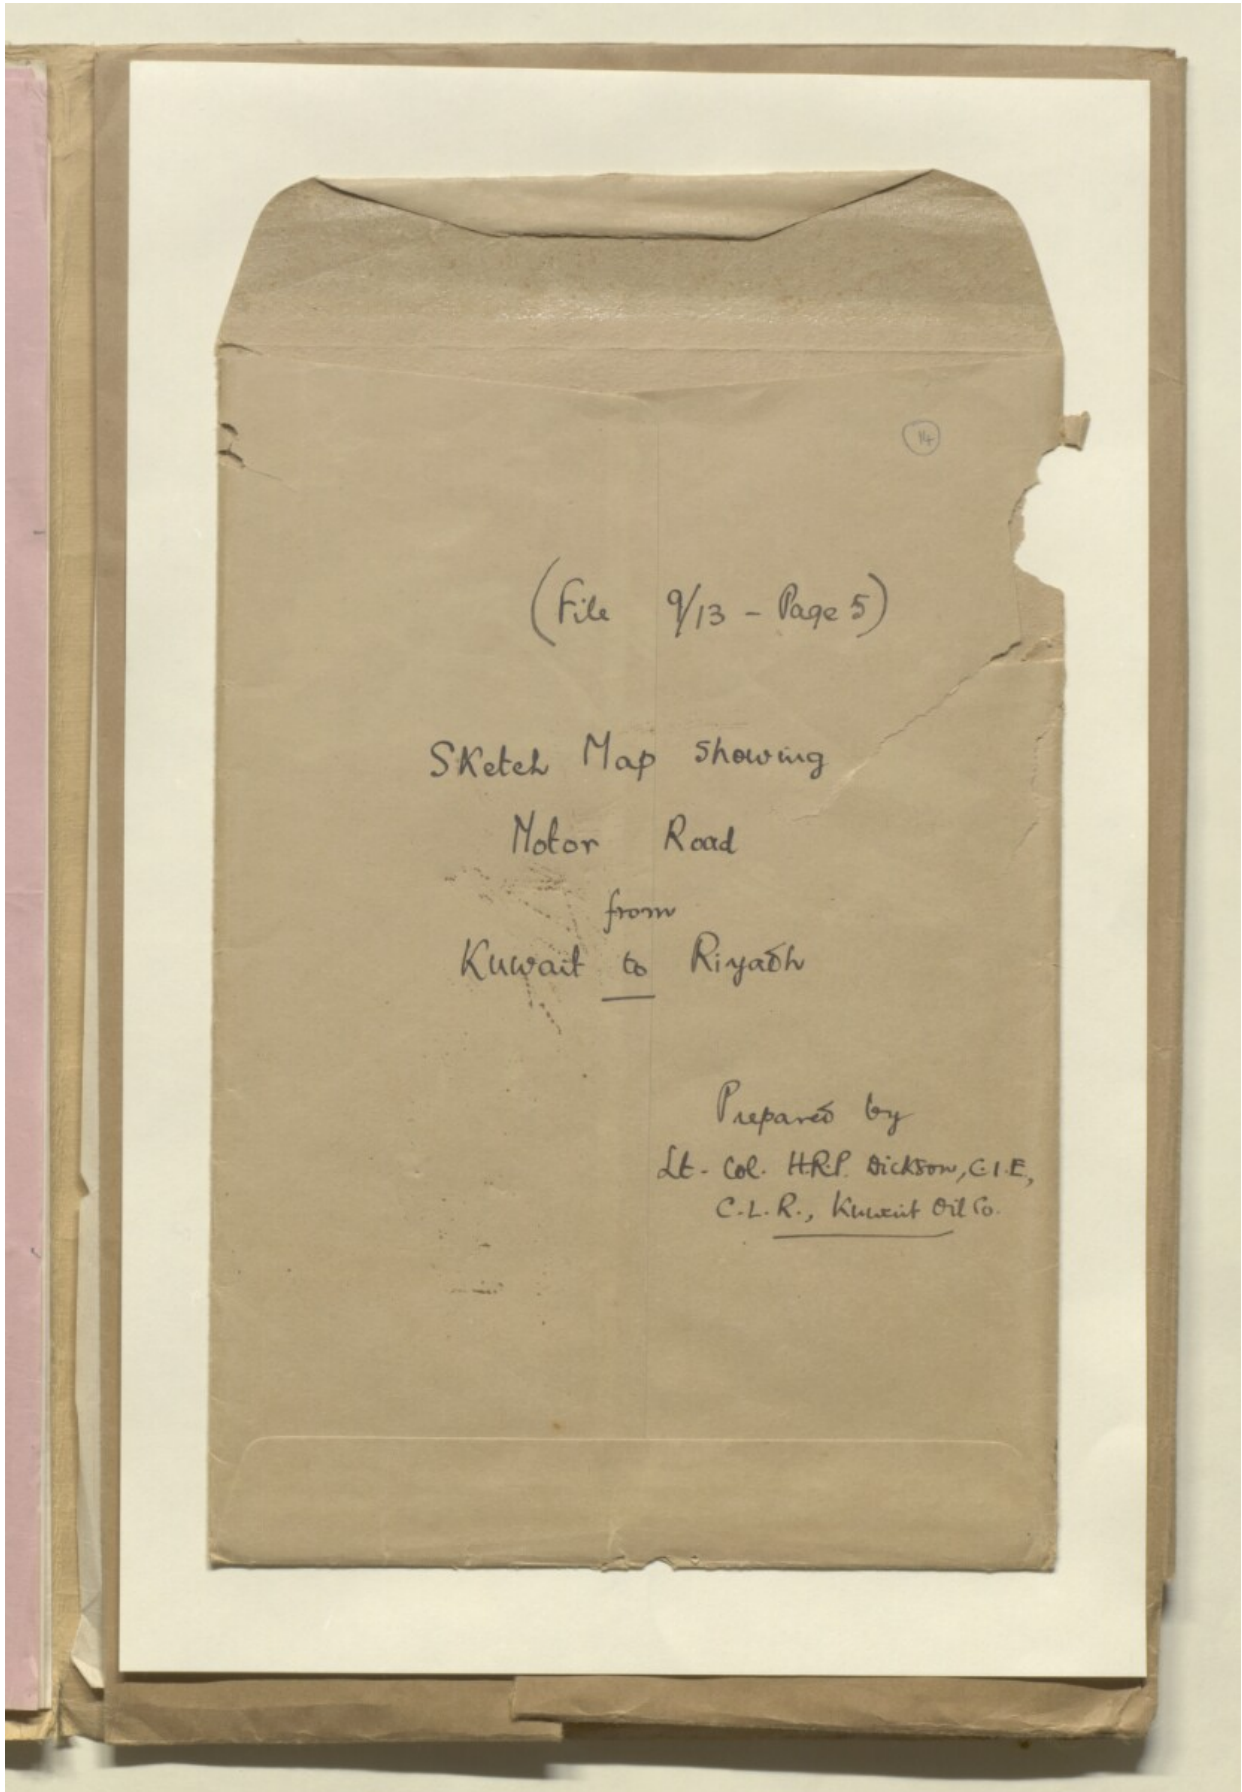 14
(File 9/13 - Page 5)
Sketch Map showing
Motor Road
from
Kuwait to Riyadh
Prepared by
Lt- Col. H.R.P. Dickson, C.I.E,
C.L.R., Kuwait Oil Co.